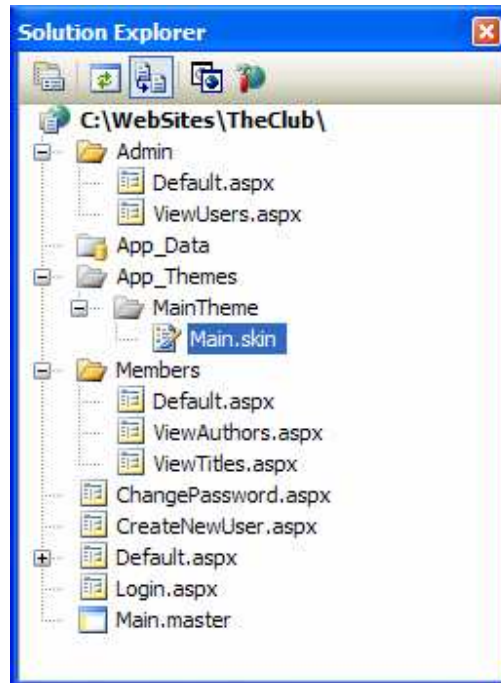 Solution Explorer
C:\WebSites\TheClub\
Admin
Default.aspx
ViewUsers.aspx
App_Data
App_Themes
MainTheme
Main.skin
Members
Default.aspx
ViewAuthors.aspx
ViewTitles.aspx
ChangePassword.aspx
CreateNewUser.aspx
Default.aspx
Login.aspx
Main.master